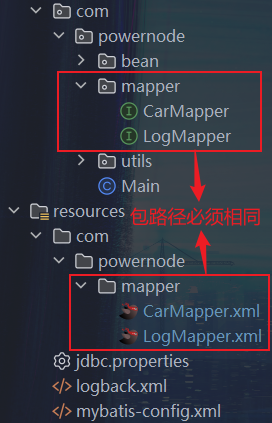 com
powernode
bean
mapper
CarMapper
LogMapper
utils
Main
包路径必须相同
resources
com
powernode
mapper
CarMapper.xml
LogMapper.xml
jdbc.properties
logback.xml
mybatis-config.xml